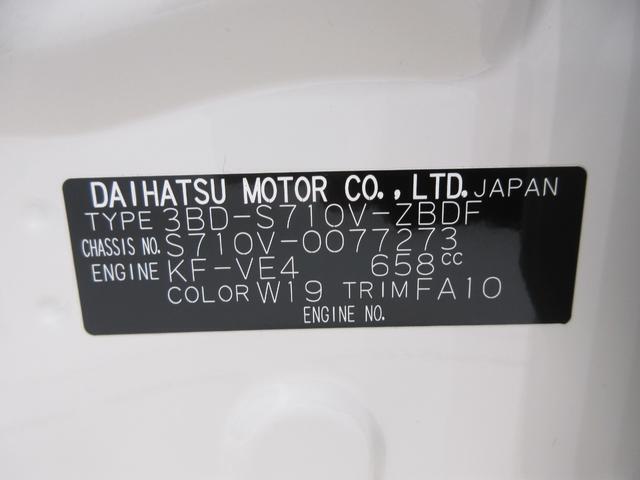 DAIHATSU MOTOR CO.,LTD. JAPAN
TYPE 3BD-S710V-ZBDF
CHASSIS NO. S710V-0077273
ENGINE KF-VE4 658cc
COLOR W19 TRIM FA10
ENGINE NO.